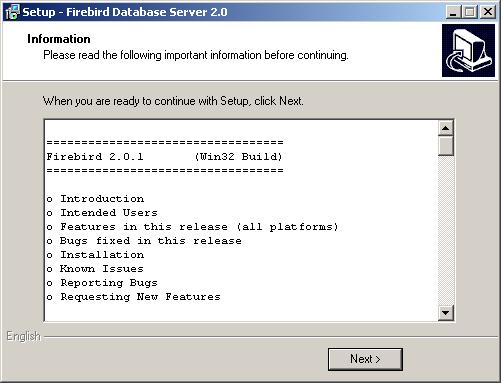 Setup - Firebird Database Server 2.0
Information
Please read the following important information before continuing.
When you are ready to continue with Setup, click Next.
==================================
Firebird 2.0.1 (Win32 Build)
==================================
o Introduction
o Intended Users
o Features in this release (all platforms)
o Bugs fixed in this release
o Installation
o Known Issues
o Reporting Bugs
o Requesting New Features
English
Next >